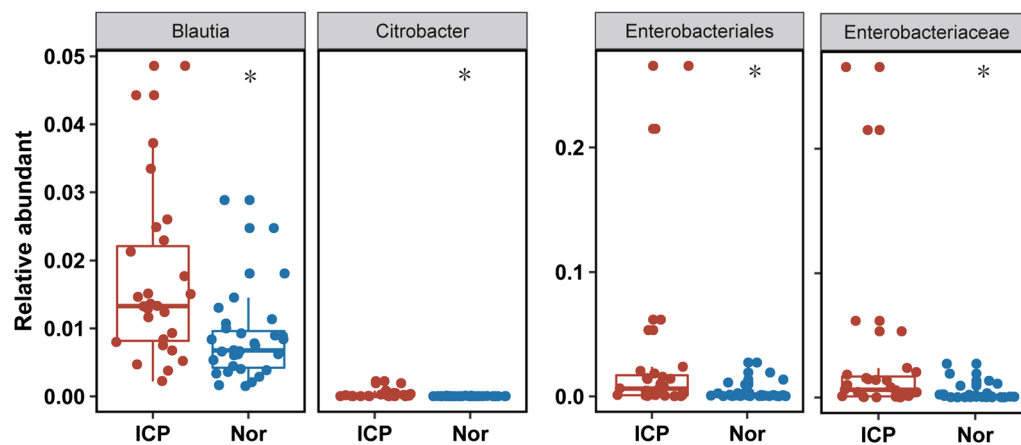 Blautia
Citrobacter
Enterobacteriales
Enterobacteriaceae
Relative abundant
0.05
0.04
0.03
0.02
0.01
0.00
*
*
0.2
0.1
0.0
*
*
ICP
Nor
ICP
Nor
ICP
Nor
ICP
Nor